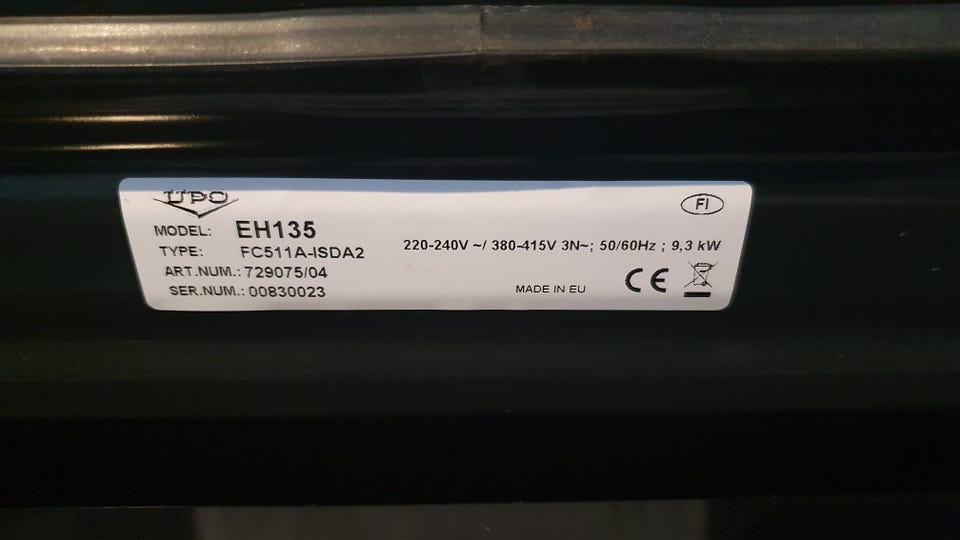 UPO
FI
MODEL: EH135
TYPE: FC511A-ISDA2
220-240V ~/ 380-415V 3N~; 50/60Hz ; 9,3 kW
ART.NUM.: 729075/04
SER.NUM.: 00830023
MADE IN EU
CE